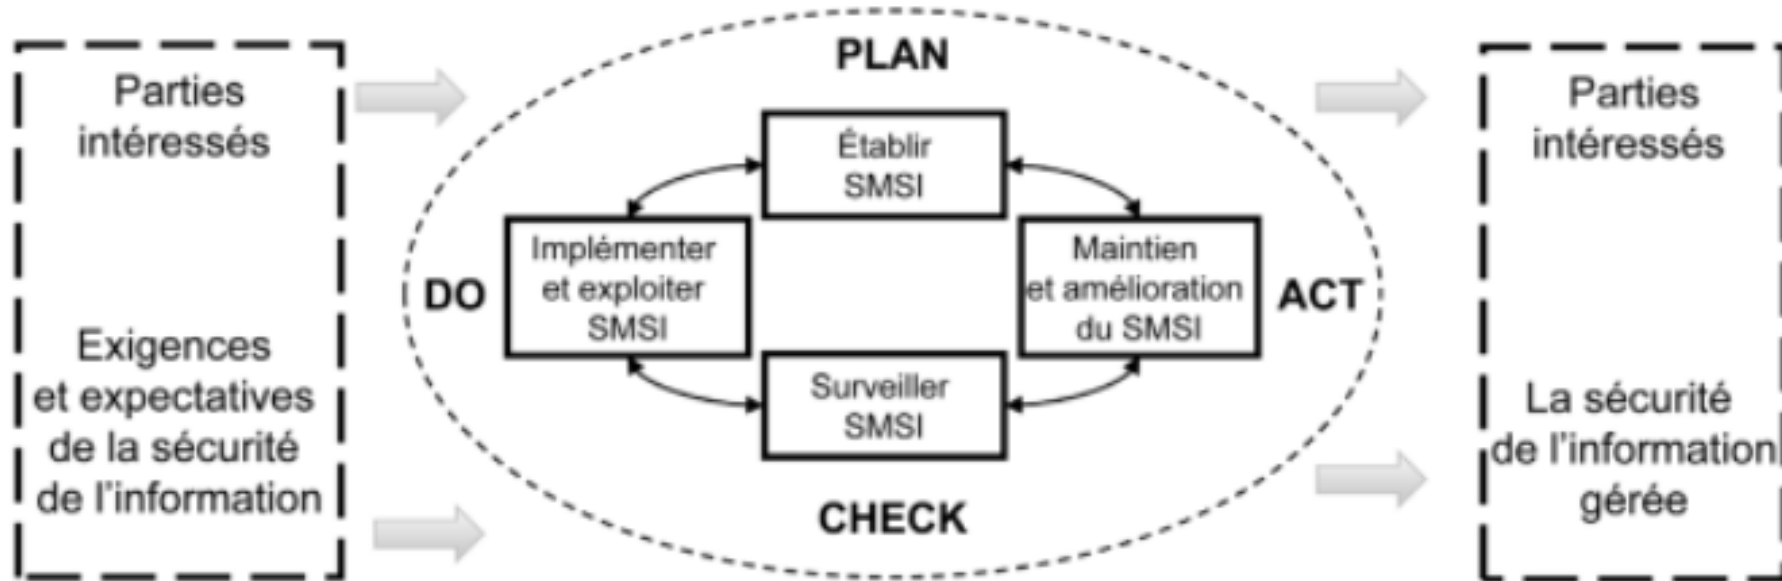 Parties
intéressés
Exigences
et expectatives
de la sécurité
de l'information
PLAN
Établir
SMSI
DO
Implémenter
et exploiter
SMSI
Maintien
et amélioration
du SMSI
ACT
Surveiller
SMSI
CHECK
Parties
intéressés
La sécurité
de l'information
gérée